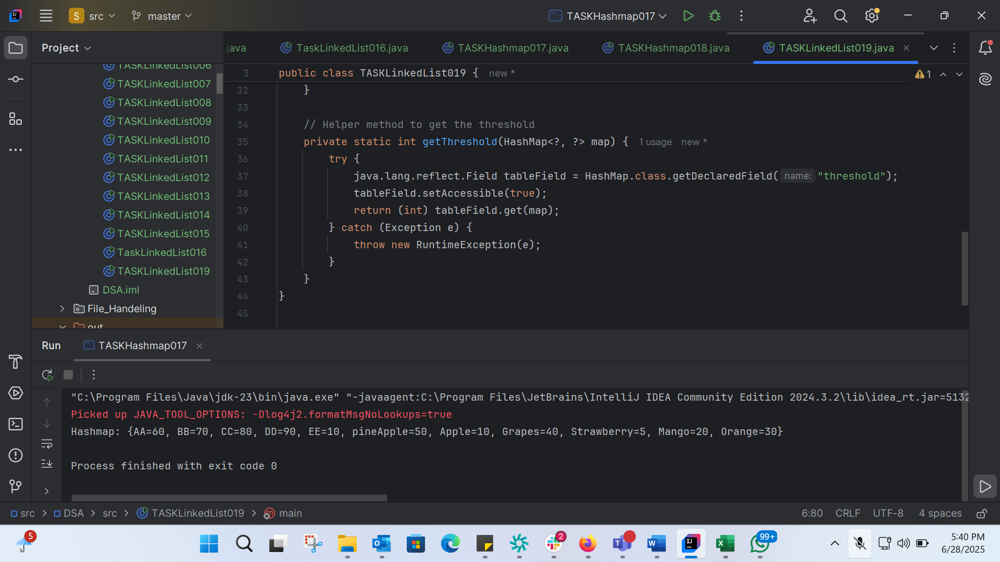 S src master TASKHashmap017
Project
java TaskLinkedList016.java TASKHashmap017.java TASKHashmap018.java TASKLinkedList019.java
TASKLinkedList006
TASKLinkedList007
TASKLinkedList008
TASKLinkedList009
TASKLinkedList010
TASKLinkedList011
TASKLinkedList012
TASKLinkedList013
TASKLinkedList014
TASKLinkedList015
TaskLinkedList016
TASKLinkedList019
DSA.iml
File_Handeling
out
3 public class TASKLinkedList019 { new * 1
32 }
33
34 // Helper method to get the threshold
35 private static int getThreshold(HashMap<?, ?> map) { 1 usage new *
36 try {
37 java.lang.reflect.Field tableField = HashMap.class.getDeclaredField( name: "threshold");
38 tableField.setAccessible(true);
39 return (int) tableField.get(map);
40 } catch (Exception e) {
41 throw new RuntimeException(e);
42 }
43 }
44 }
45
Run TASKHashmap017
"C:\Program Files\Java\jdk-23\bin\java.exe" "-javaagent:C:\Program Files\JetBrains\IntelliJ IDEA Community Edition 2024.3.2\lib\idea_rt.jar=5132
Picked up JAVA_TOOL_OPTIONS: -Dlog4j2.formatMsgNoLookups=true
Hashmap: {AA=60, BB=70, CC=80, DD=90, EE=10, pineApple=50, Apple=10, Grapes=40, Strawberry=5, Mango=20, Orange=30}
Process finished with exit code 0
src > DSA > src > TASKLinkedList019 > main 6:80 CRLF UTF-8 4 spaces
5 2 99+ 5:40 PM
6/28/2025